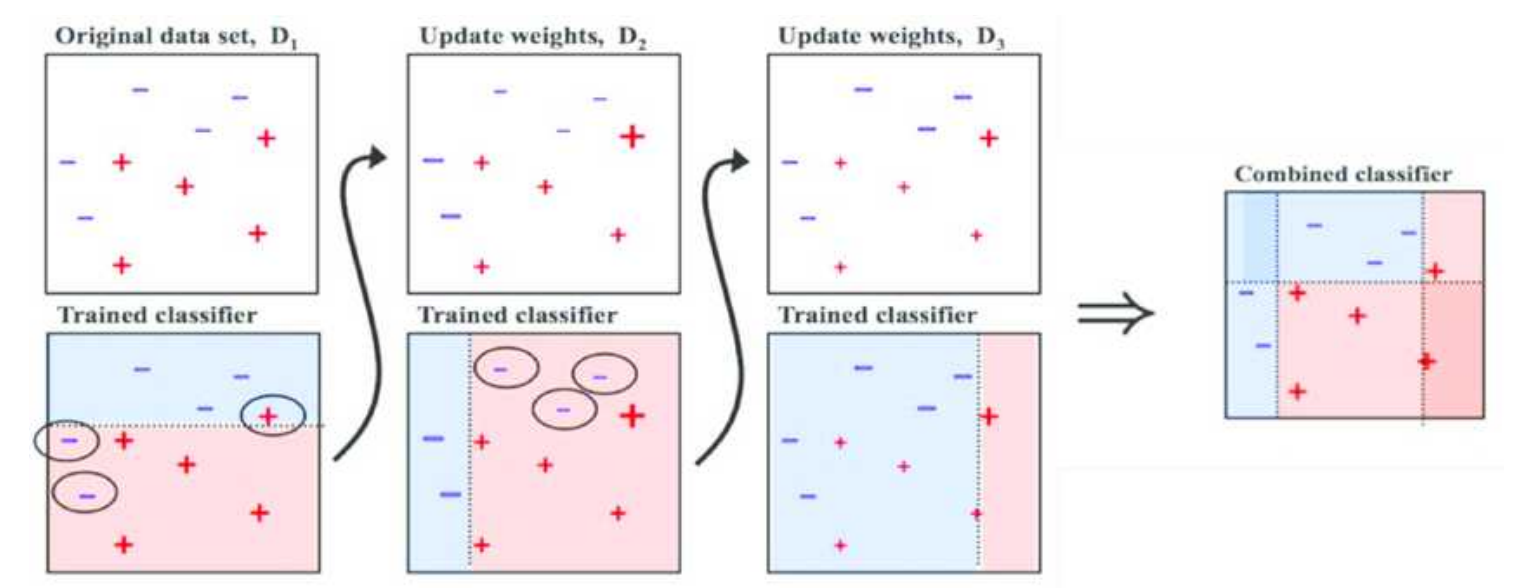 Original data set, D₁
Update weights, D₂
Update weights, D₃
Combined classifier
Trained classifier
Trained classifier
Trained classifier